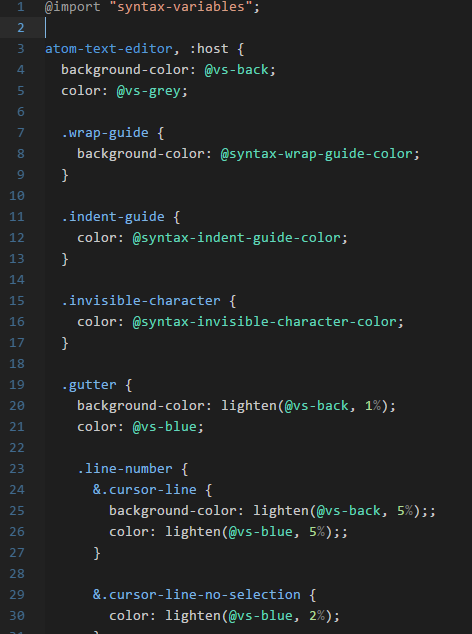 1 @import "syntax-variables";
2
3 atom-text-editor, :host {
4   background-color: @vs-back;
5   color: @vs-grey;
6
7   .wrap-guide {
8     background-color: @syntax-wrap-guide-color;
9   }
10
11   .indent-guide {
12     color: @syntax-indent-guide-color;
13   }
14
15   .invisible-character {
16     color: @syntax-invisible-character-color;
17   }
18
19   .gutter {
20     background-color: lighten(@vs-back, 1%);
21     color: @vs-blue;
22
23     .line-number {
24       &.cursor-line {
25         background-color: lighten(@vs-back, 5%);;
26         color: lighten(@vs-blue, 5%);;
27       }
28
29       &.cursor-line-no-selection {
30         color: lighten(@vs-blue, 2%);